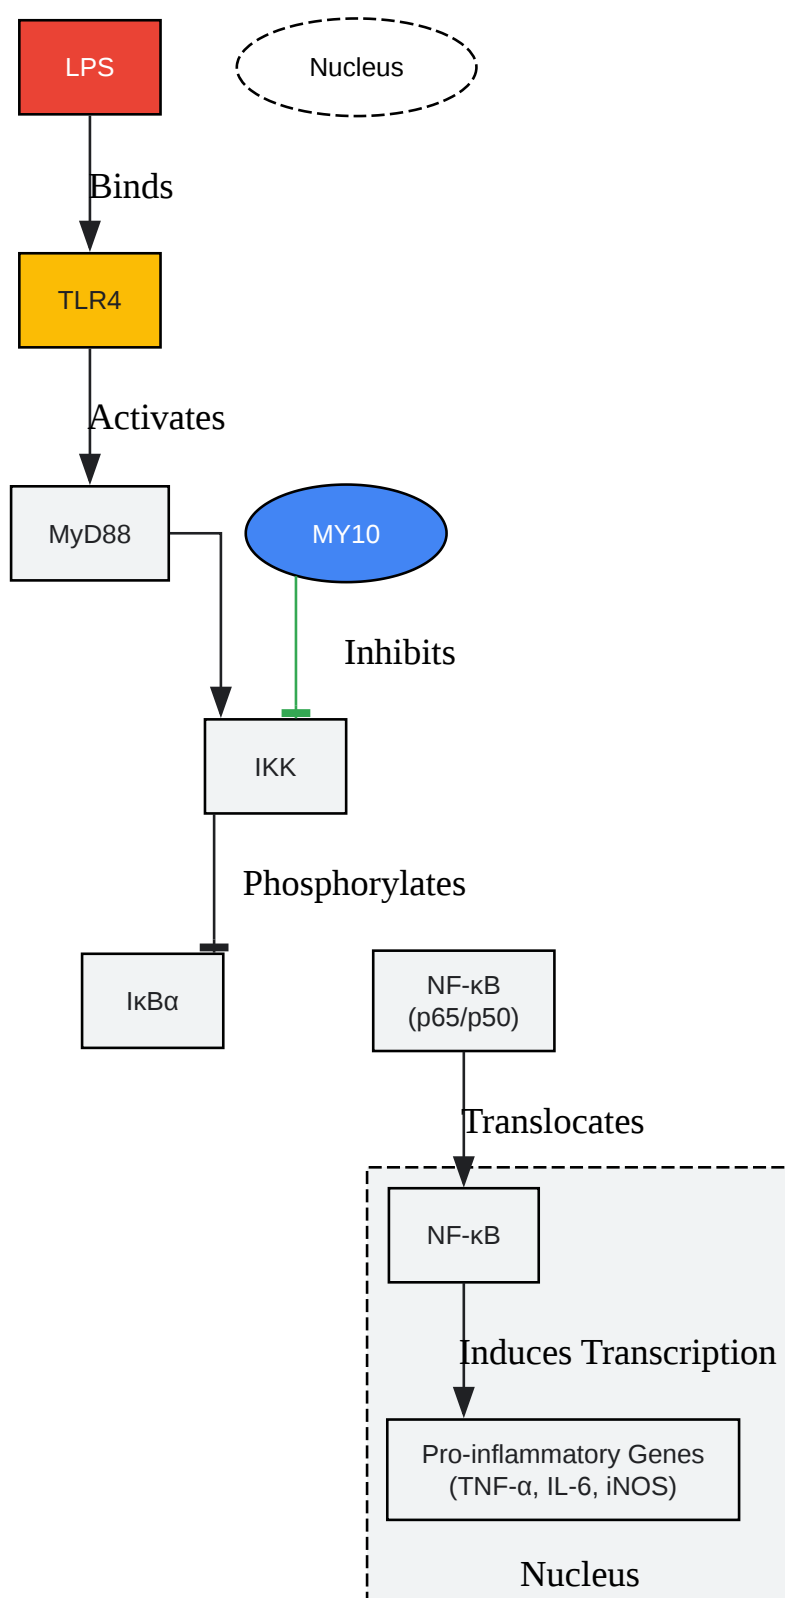 LPS
Nucleus
Binds
TLR4
Activates
MyD88
MY10
Inhibits
IKK
Phosphorylates
IκBα
NF-κB
(p65/p50)
Translocates
NF-κB
Induces Transcription
Pro-inflammatory Genes
(TNF-α, IL-6, iNOS)
Nucleus